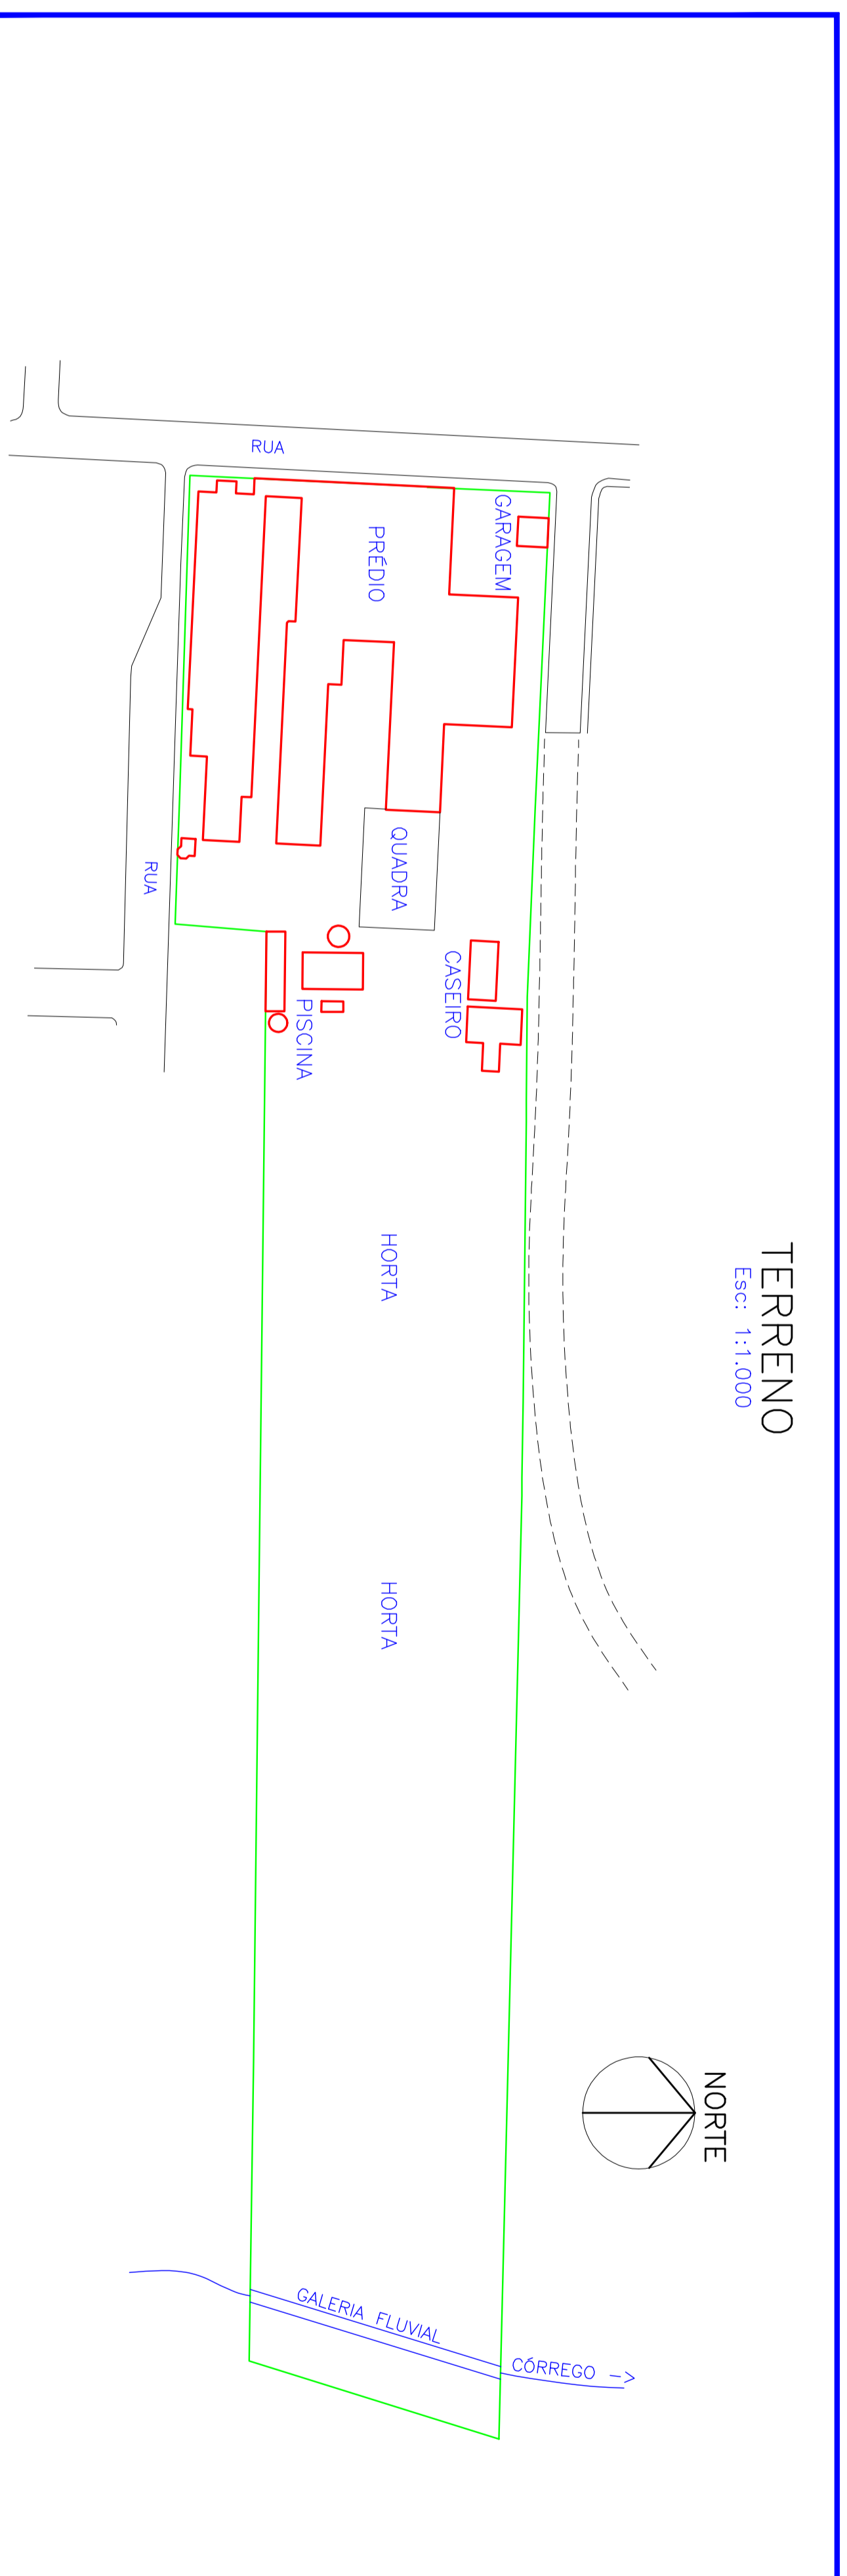 TERRENO
Esc: 1:1.000
NORTE
RUA
GARAGEM
PRÉDIO
QUADRA
RUA
CASEIRO
PISCINA
HORTA
HORTA
GALERIA FLUVIAL
CÓRREGO ->